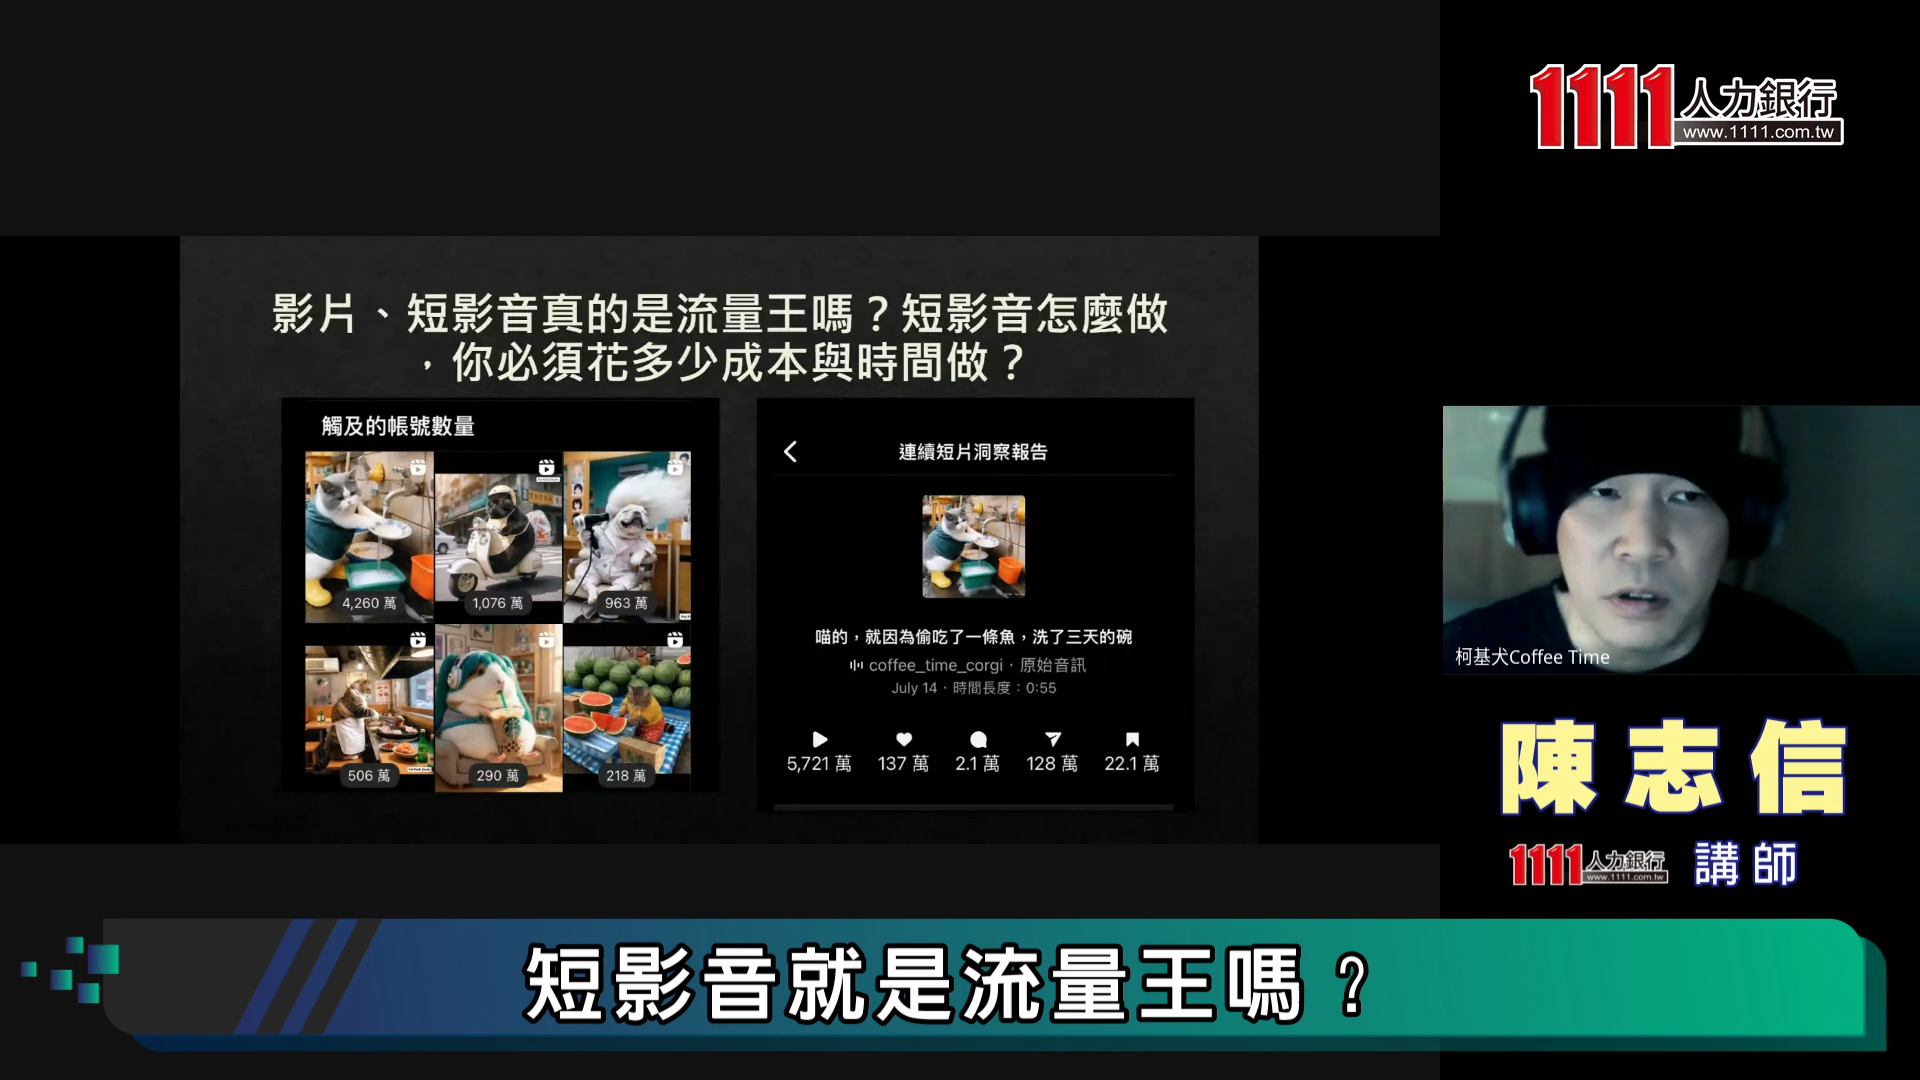 1111人力銀行
www.1111.com.tw
影片、短影音真的是流量王嗎？短影音怎麼做
，你必須花多少成本與時間做？
觸及的帳號數量
4,260 萬
1,076 萬
963 萬
506 萬
290 萬
218 萬
連續短片洞察報告
喵的，就因為偷吃了一條魚，洗了三天的碗
coffee_time_corgi · 原始音訊
July 14 · 時間長度：0:55
5,721 萬 137 萬 2.1 萬 128 萬 22.1 萬
柯基犬Coffee Time
陳志信
1111人力銀行
www.1111.com.tw
講師
短影音就是流量王嗎？